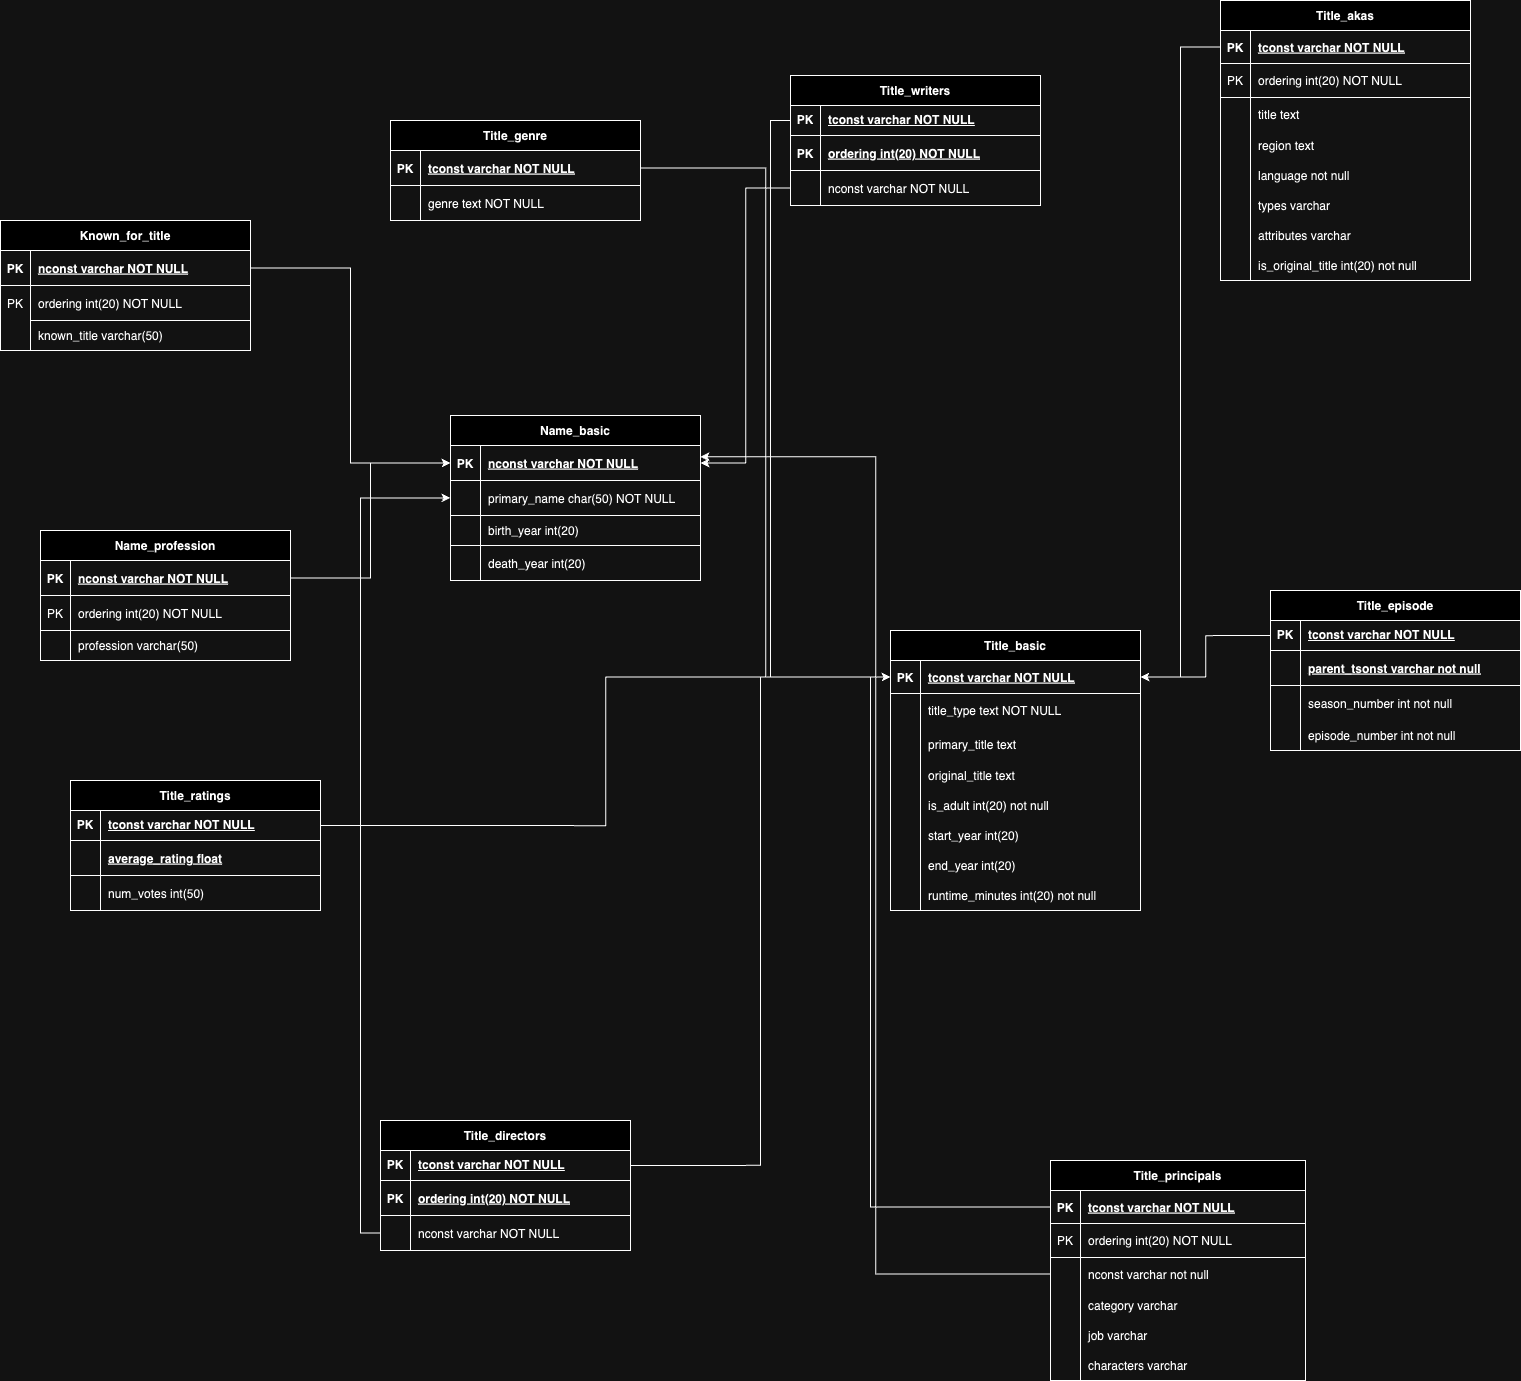 Title_akas
PK tconst varchar NOT NULL
PK ordering int(20) NOT NULL
title text
region text
language not null
types varchar
attributes varchar
is_original_title int(20) not null
Title_writers
PK tconst varchar NOT NULL
PK ordering int(20) NOT NULL
nconst varchar NOT NULL
Title_genre
PK tconst varchar NOT NULL
genre text NOT NULL
Known_for_title
PK nconst varchar NOT NULL
PK ordering int(20) NOT NULL
known_title varchar(50)
Name_basic
PK nconst varchar NOT NULL
primary_name char(50) NOT NULL
birth_year int(20)
death_year int(20)
Name_profession
PK nconst varchar NOT NULL
PK ordering int(20) NOT NULL
profession varchar(50)
Title_episode
PK tconst varchar NOT NULL
parent_tsonst varchar not null
season_number int not null
episode_number int not null
Title_basic
PK tconst varchar NOT NULL
title_type text NOT NULL
primary_title text
original_title text
is_adult int(20) not null
start_year int(20)
end_year int(20)
runtime_minutes int(20) not null
Title_ratings
PK tconst varchar NOT NULL
average_rating float
num_votes int(50)
Title_directors
PK tconst varchar NOT NULL
PK ordering int(20) NOT NULL
nconst varchar NOT NULL
Title_principals
PK tconst varchar NOT NULL
PK ordering int(20) NOT NULL
nconst varchar not null
category varchar
job varchar
characters varchar